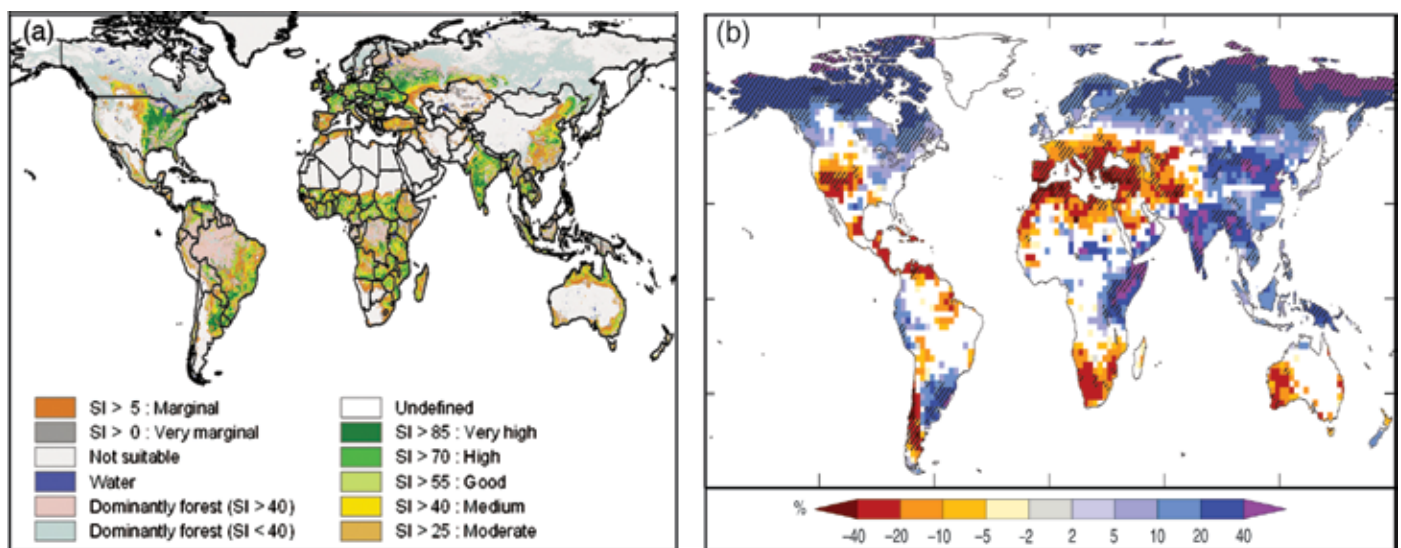 (a)
SI > 5 : Marginal
SI > 0 : Very marginal
Not suitable
Water
Dominantly forest (SI > 40)
Dominantly forest (SI < 40)
Undefined
SI > 85 : Very high
SI > 70 : High
SI > 55 : Good
SI > 40 : Medium
SI > 25 : Moderate
(b)
%
−40 −20 −10 −5 −2 2 5 10 20 40